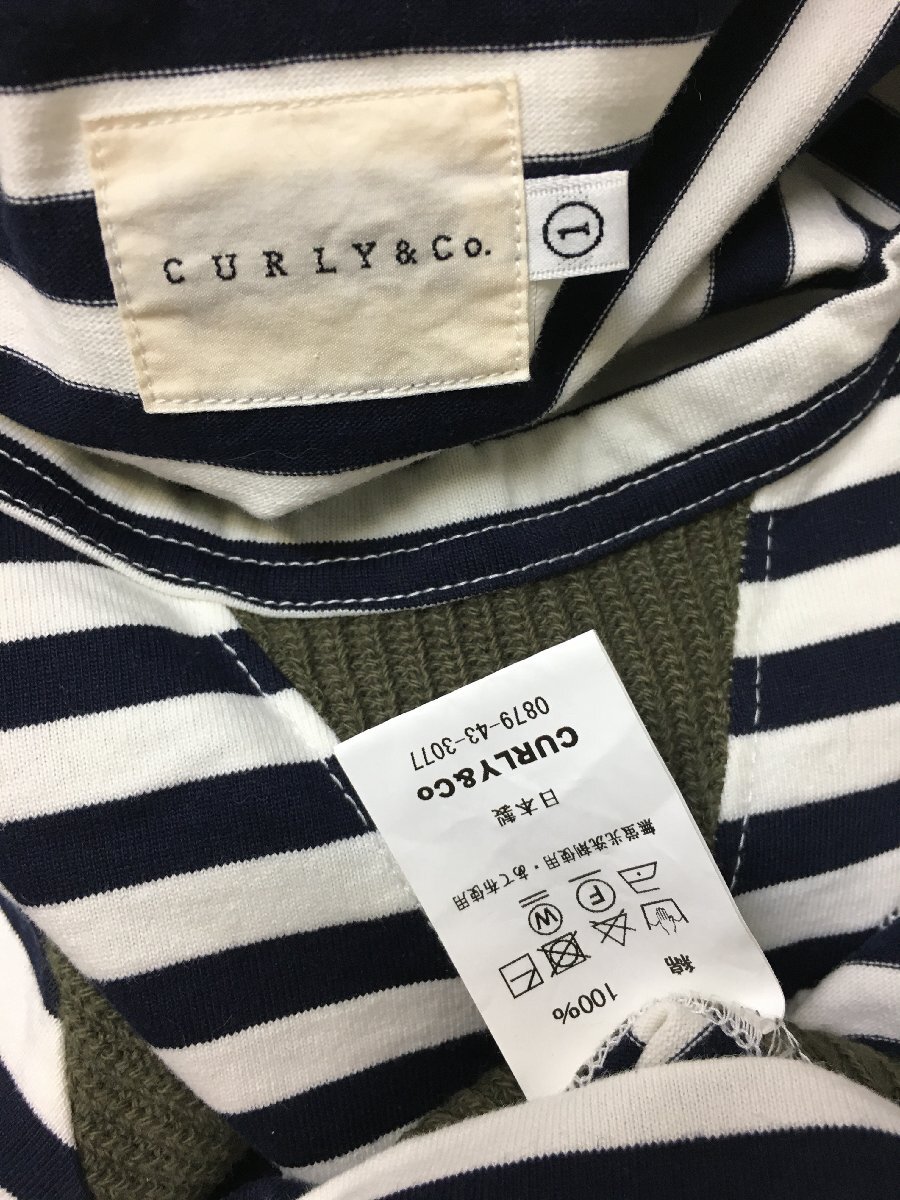 CURLY&Co.
1
綿 100%
W F
無蛍光洗剤使用・あて布使用
日本製
CURLY&Co
0879-43-3077